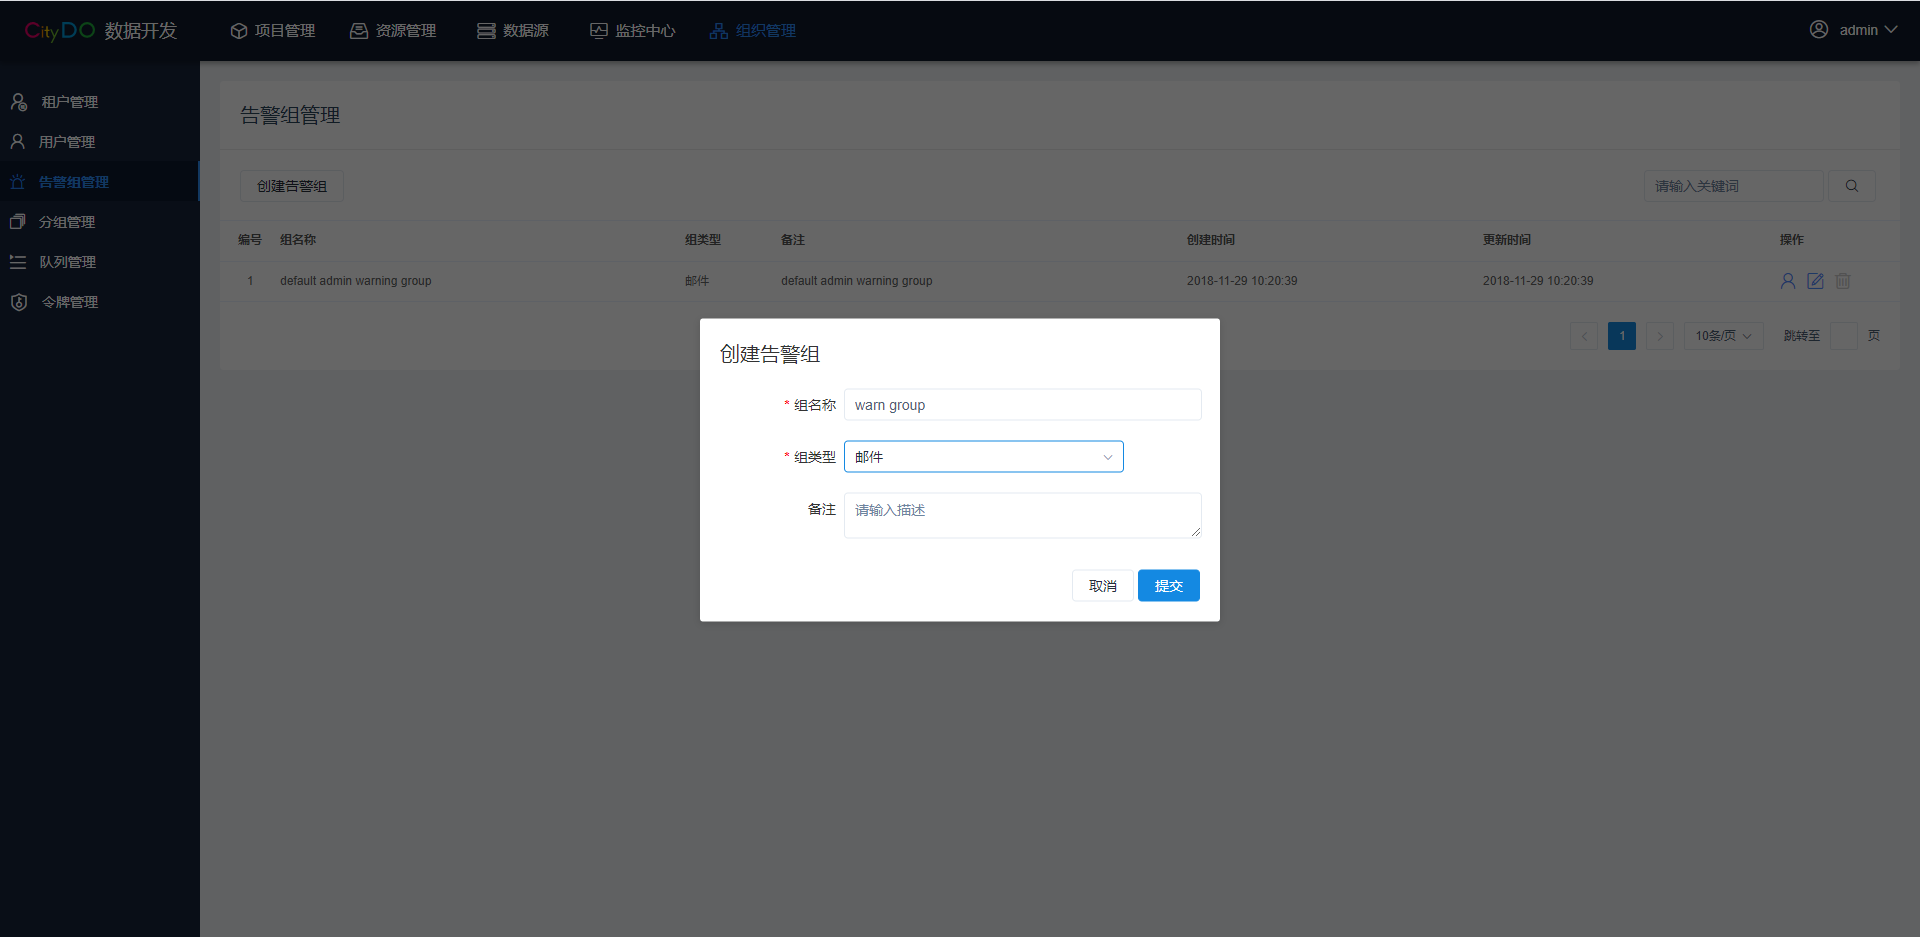 CityDO 数据开发 项目管理 资源管理 数据源 监控中心 组织管理 admin
租户管理
用户管理
告警组管理
分组管理
队列管理
令牌管理
告警组管理
创建告警组 请输入关键词
编号 组名称 组类型 备注 创建时间 更新时间 操作
1 default admin warning group 邮件 default admin warning group 2018-11-29 10:20:39 2018-11-29 10:20:39
1 10条/页 跳转至 页
创建告警组
* 组名称 warn group
* 组类型 邮件
备注 请输入描述
取消 提交